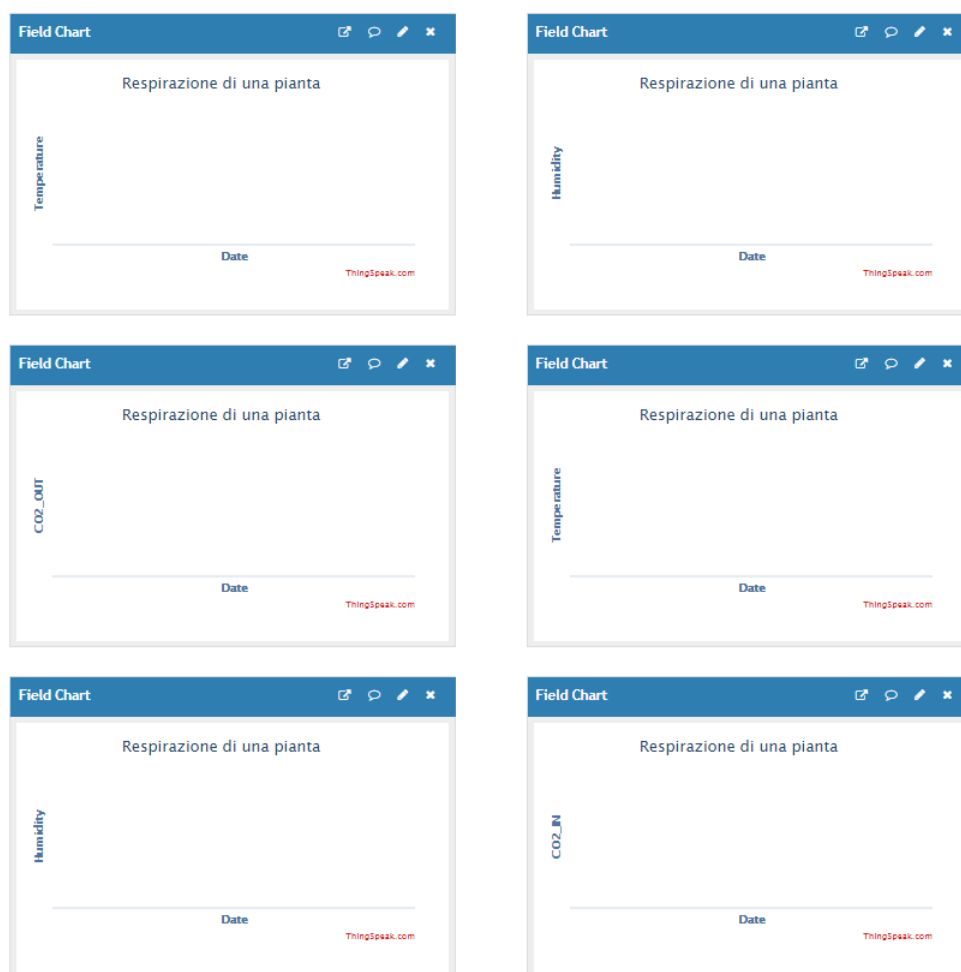 Field Chart
Respirazione di una pianta
Temperature
Date
ThingSpeak.com
Field Chart
Respirazione di una pianta
Humidity
Date
ThingSpeak.com
Field Chart
Respirazione di una pianta
CO2_OUT
Date
ThingSpeak.com
Field Chart
Respirazione di una pianta
Temperature
Date
ThingSpeak.com
Field Chart
Respirazione di una pianta
Humidity
Date
ThingSpeak.com
Field Chart
Respirazione di una pianta
CO2_IN
Date
ThingSpeak.com